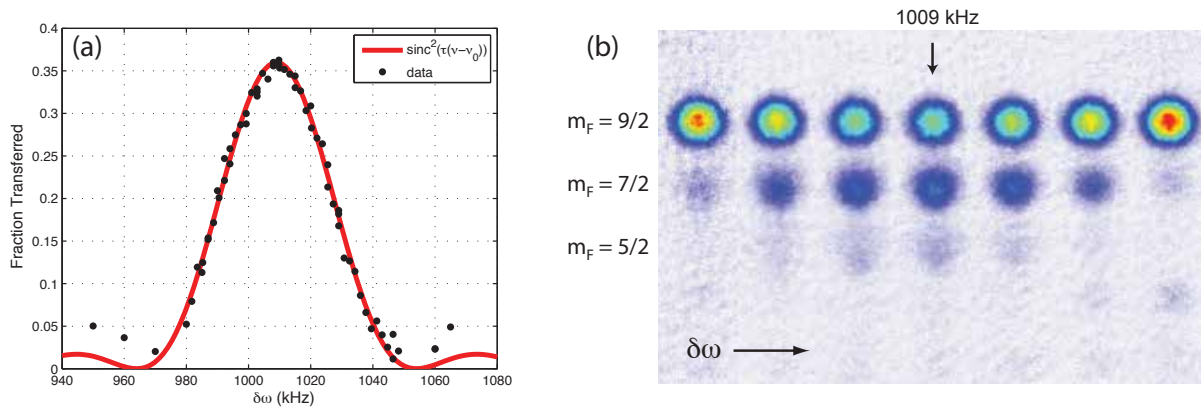 (a)
Fraction Transferred
0.4
0.35
0.3
0.25
0.2
0.15
0.1
0.05
0
sinc²(τ(ν−ν₀))
data
940 960 980 1000 1020 1040 1060 1080
δω (kHz)
(b)
1009 kHz
m_F = 9/2
m_F = 7/2
m_F = 5/2
δω